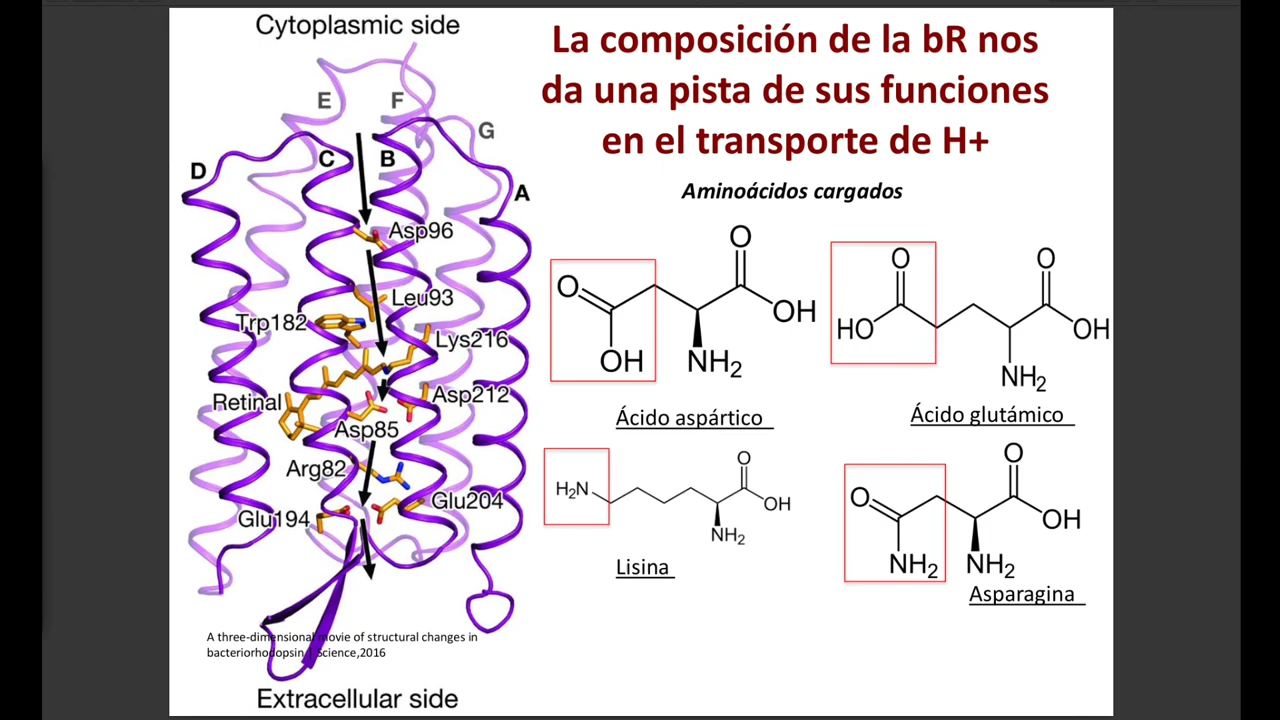 Cytoplasmic side
La composición de la bR nos
da una pista de sus funciones
en el transporte de H+
Aminoácidos cargados
E
F
G
D
C
B
A
Asp96
Leu93
Trp182
Lys216
Retinal
Asp212
Asp85
Arg82
Glu204
Glu194
A three-dimensional movie of structural changes in
bacteriorhodopsin | Science,2016
Extracellular side
O
O
OH
OH
NH2
Ácido aspártico
O
O
HO
OH
NH2
Ácido glutámico
O
H2N
OH
NH2
Lisina
O
O
OH
NH2
NH2
Asparagina